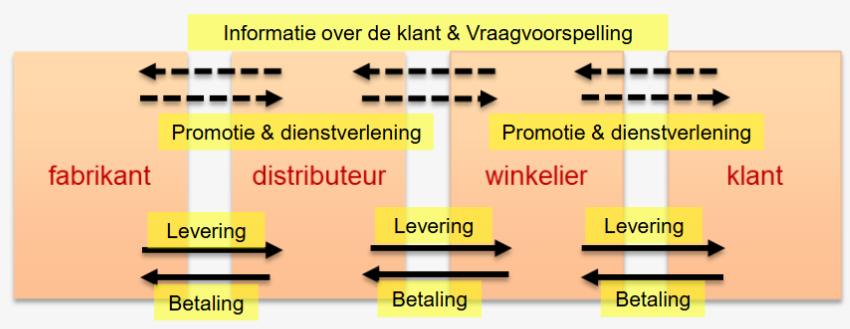 Informatie over de klant & Vraagvoorspelling
Promotie & dienstverlening
Promotie & dienstverlening
fabrikant
distributeur
winkelier
klant
Levering
Levering
Levering
Betaling
Betaling
Betaling